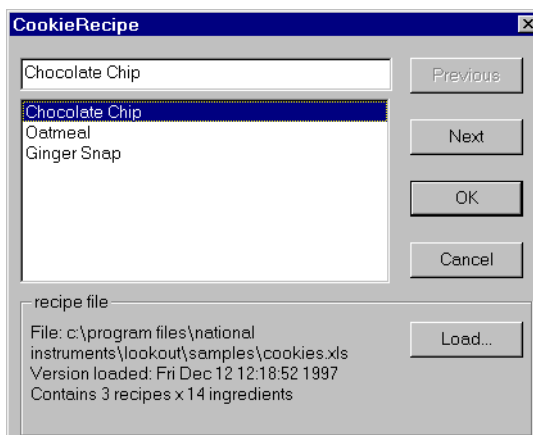 CookieRecipe
Chocolate Chip
Previous
Chocolate Chip
Oatmeal
Ginger Snap
Next
OK
Cancel
recipe file
File: c:\program files\national
instruments\lookout\samples\cookies.xls
Version loaded: Fri Dec 12 12:18:52 1997
Contains 3 recipes x 14 ingredients
Load...